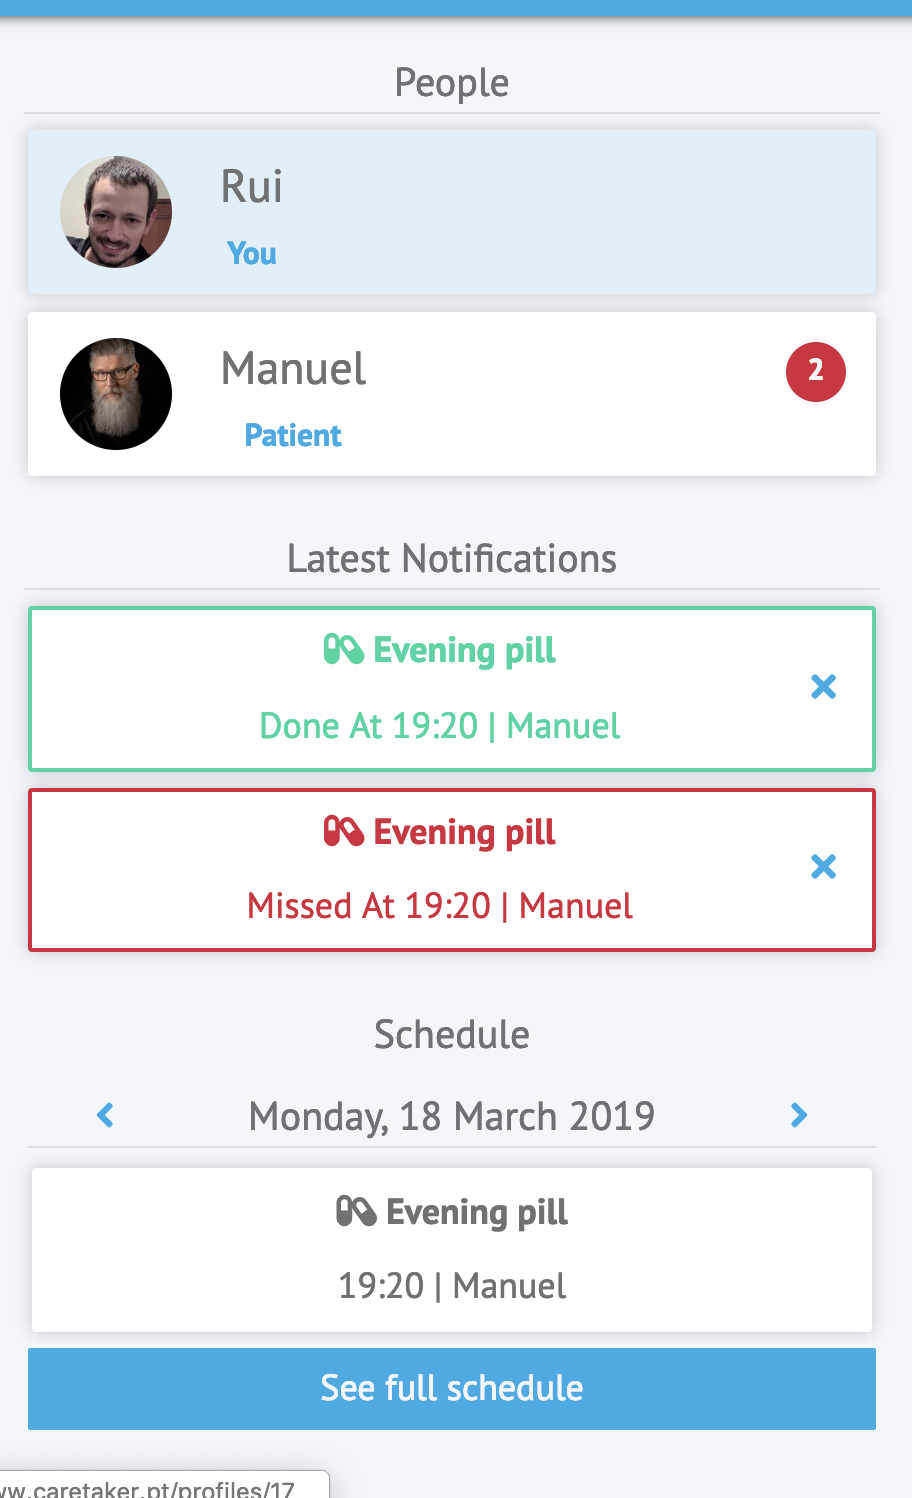 People
Rui
You
Manuel
2
Patient
Latest Notifications
Evening pill
Done At 19:20 | Manuel
Evening pill
Missed At 19:20 | Manuel
Schedule
Monday, 18 March 2019
Evening pill
19:20 | Manuel
See full schedule
ww.caretaker.pt/profiles/17